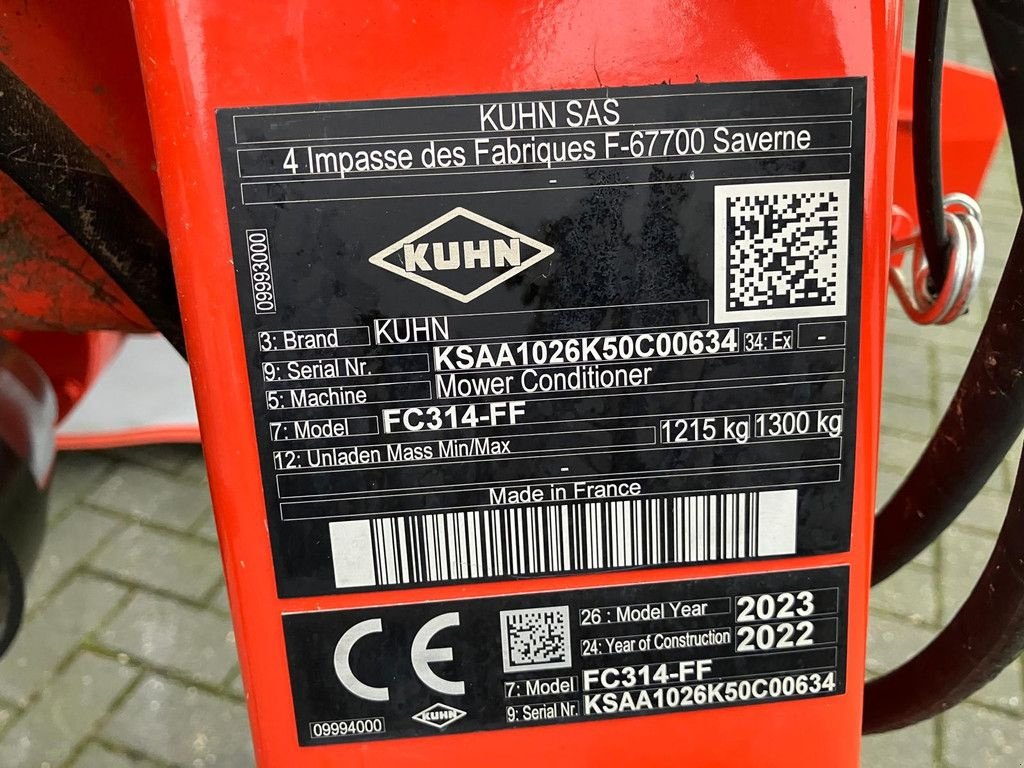 KUHN SAS
4 Impasse des Fabriques F-67700 Saverne
-
KUHN
09993000
3: Brand KUHN
9: Serial Nr. KSAA1026K50C00634 34: Ex -
5: Machine Mower Conditioner
7: Model FC314-FF
12: Unladen Mass Min/Max 1215 kg 1300 kg
-
Made in France
CE
26 : Model Year 2023
24: Year of Construction 2022
7: Model FC314-FF
9: Serial Nr. KSAA1026K50C00634
09994000
KUHN